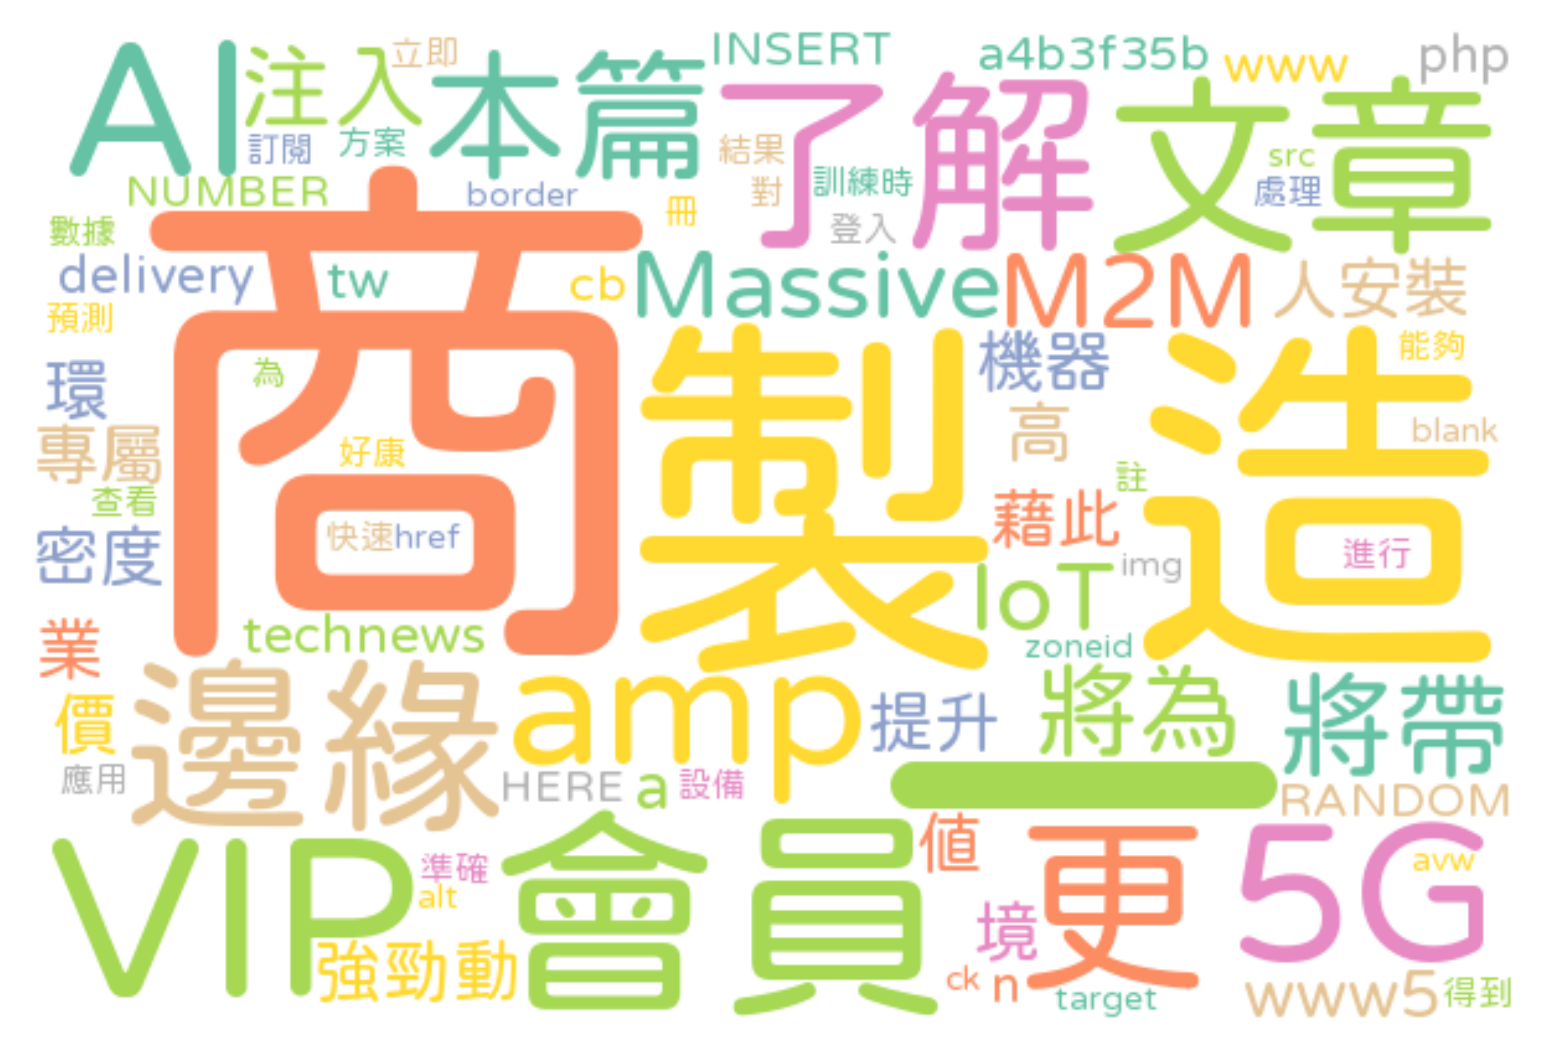 AI
注入
立即
本篇
INSERT
了解
a4b3f35b
www
php
文章
訂閱
方案
結果
對
訓練時
src
處理
NUMBER
border
冊
登入
數據
delivery
tw
cb
Massive
M2M
人安裝
預測
商
製造
機器
能夠
環
為
高
blank
專屬
好康
註
查看
藉此
密度
快速
href
img
進行
IoT
業
technews
zoneid
邊緣
amp
提升
將為
將帶
價
應用
HERE
a
設備
一
RANDOM
VIP
會員
值
更
5G
準確
alt
avw
境
強勁動
ck
n
target
www5
得到